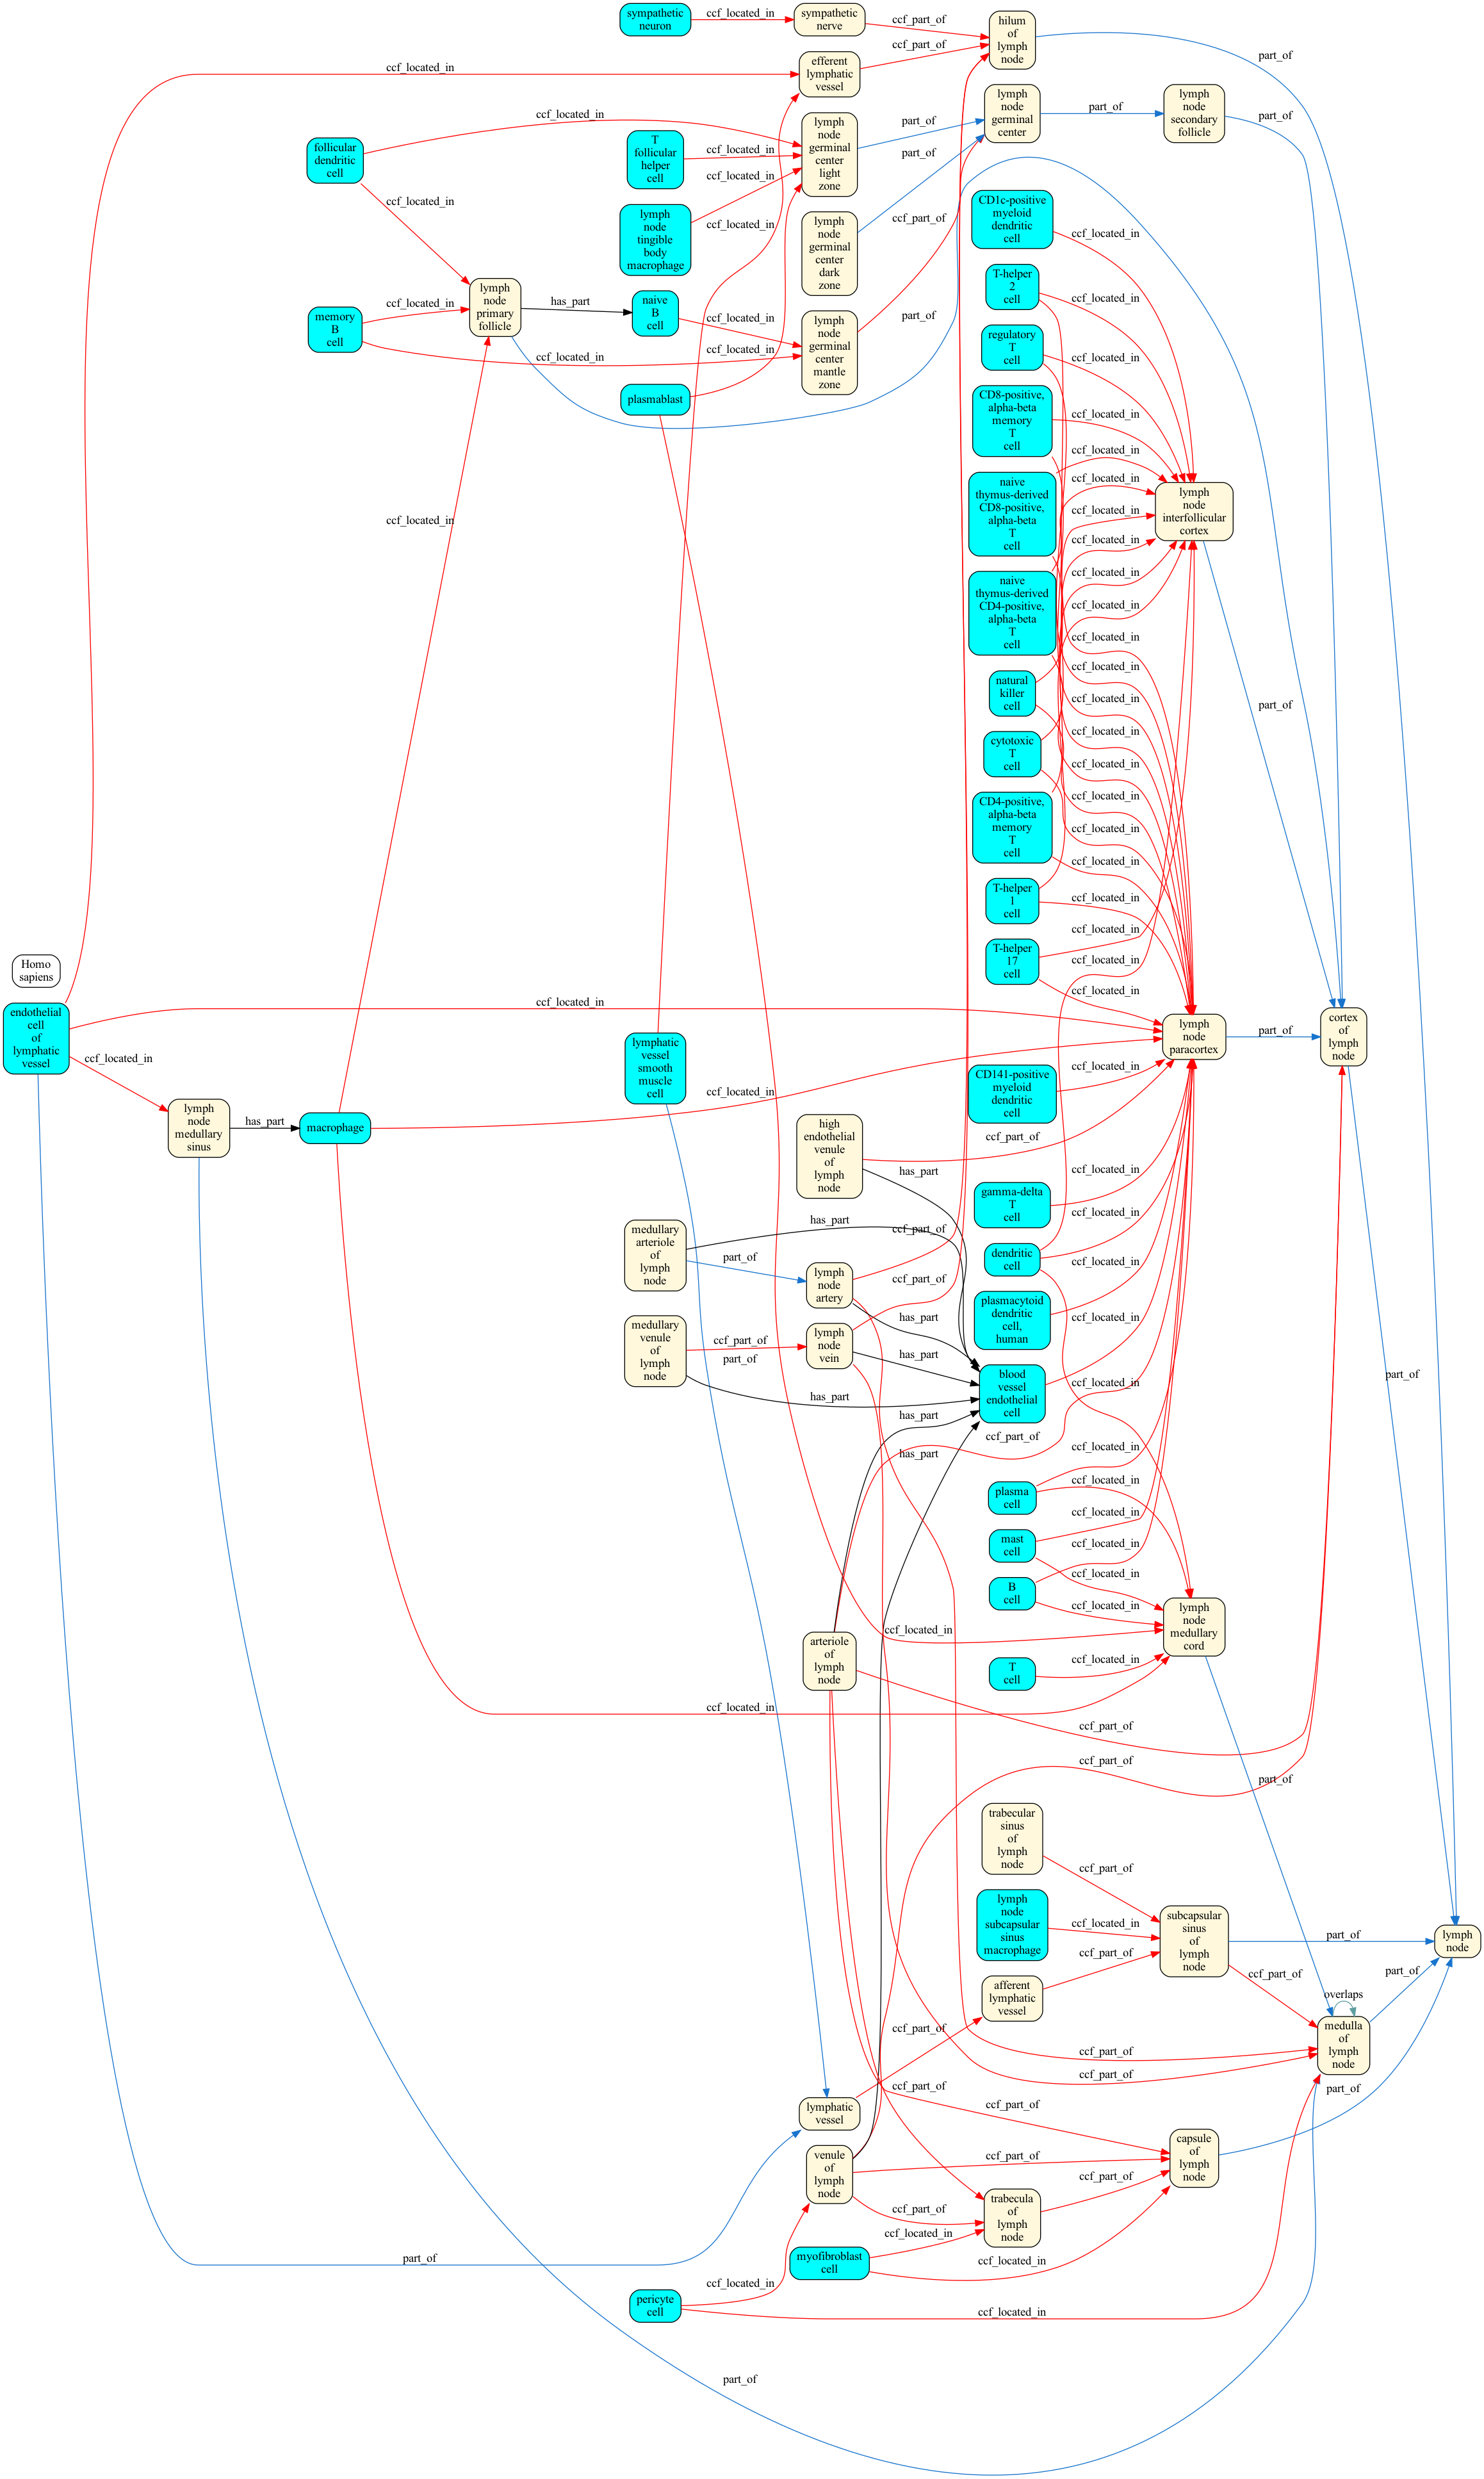 sympathetic
neuron
ccf_located_in
sympathetic
nerve
ccf_part_of
hilum
of
lymph
node
part_of
ccf_located_in
efferent
lymphatic
vessel
ccf_part_of
lymph
node
germinal
center
part_of
lymph
node
secondary
follicle
part_of
follicular
dendritic
cell
ccf_located_in
ccf_located_in
T
follicular
helper
cell
ccf_located_in
lymph
node
germinal
center
light
zone
part_of
part_of
lymph
node
tingible
body
macrophage
ccf_located_in
ccf_located_in
lymph
node
germinal
center
dark
zone
ccf_part_of
CD1c-positive
myeloid
dendritic
cell
ccf_located_in
memory
B
cell
ccf_located_in
ccf_located_in
lymph
node
primary
follicle
has_part
naive
B
cell
ccf_located_in
ccf_located_in
lymph
node
germinal
center
mantle
zone
part_of
T-helper
2
cell
ccf_located_in
regulatory
T
cell
ccf_located_in
plasmablast
CD8-positive,
alpha-beta
memory
T
cell
ccf_located_in
ccf_located_in
naive
thymus-derived
CD8-positive,
alpha-beta
T
cell
ccf_located_in
ccf_located_in
ccf_located_in
lymph
node
interfollicular
cortex
ccf_located_in
naive
thymus-derived
CD4-positive,
alpha-beta
T
cell
ccf_located_in
ccf_located_in
ccf_located_in
natural
killer
cell
ccf_located_in
ccf_located_in
part_of
cytotoxic
T
cell
ccf_located_in
ccf_located_in
CD4-positive,
alpha-beta
memory
T
cell
ccf_located_in
ccf_located_in
ccf_located_in
T-helper
1
cell
ccf_located_in
T-helper
17
cell
ccf_located_in
ccf_located_in
ccf_located_in
Homo
sapiens
endothelial
cell
of
lymphatic
vessel
ccf_located_in
ccf_located_in
lymph
node
paracortex
part_of
cortex
of
lymph
node
lymphatic
vessel
smooth
muscle
cell
CD141-positive
myeloid
dendritic
cell
ccf_located_in
ccf_located_in
lymph
node
medullary
sinus
has_part
macrophage
high
endothelial
venule
of
lymph
node
ccf_part_of
has_part
gamma-delta
T
cell
ccf_located_in
medullary
arteriole
of
lymph
node
has_part
part_of
ccf_part_of
dendritic
cell
ccf_located_in
lymph
node
artery
ccf_part_of
has_part
plasmacytoid
dendritic
cell,
human
ccf_located_in
ccf_located_in
medullary
venule
of
lymph
node
ccf_part_of
part_of
has_part
lymph
node
vein
has_part
has_part
blood
vessel
endothelial
cell
ccf_located_in
part_of
ccf_part_of
has_part
ccf_located_in
plasma
cell
ccf_located_in
mast
cell
ccf_located_in
ccf_located_in
B
cell
ccf_located_in
ccf_located_in
lymph
node
medullary
cord
arteriole
of
lymph
node
ccf_located_in
T
cell
ccf_located_in
ccf_located_in
ccf_part_of
ccf_part_of
part_of
trabecular
sinus
of
lymph
node
ccf_part_of
lymph
node
subcapsular
sinus
macrophage
ccf_located_in
subcapsular
sinus
of
lymph
node
part_of
lymph
node
ccf_part_of
ccf_part_of
afferent
lymphatic
vessel
part_of
overlaps
medulla
of
lymph
node
ccf_part_of
ccf_part_of
ccf_part_of
part_of
ccf_part_of
lymphatic
vessel
capsule
of
lymph
node
venule
of
lymph
node
ccf_part_of
ccf_part_of
ccf_part_of
trabecula
of
lymph
node
ccf_located_in
part_of
myofibroblast
cell
ccf_located_in
ccf_located_in
pericyte
cell
ccf_located_in
part_of